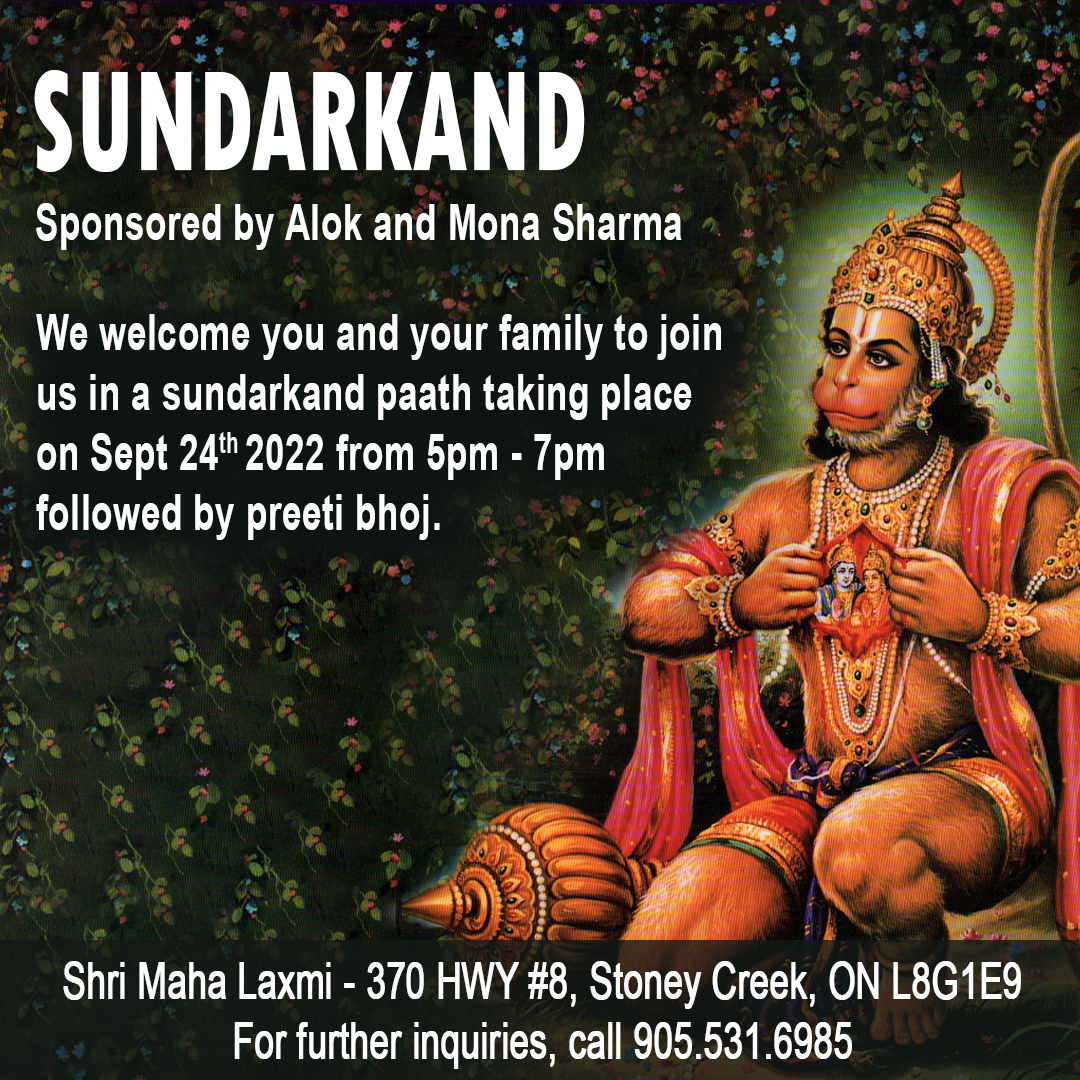 SUNDARKAND
Sponsored by Alok and Mona Sharma
We welcome you and your family to join
us in a sundarkand paath taking place
on Sept 24th 2022 from 5pm - 7pm
followed by preeti bhoj.
Shri Maha Laxmi - 370 HWY #8, Stoney Creek, ON L8G1E9
For further inquiries, call 905.531.6985